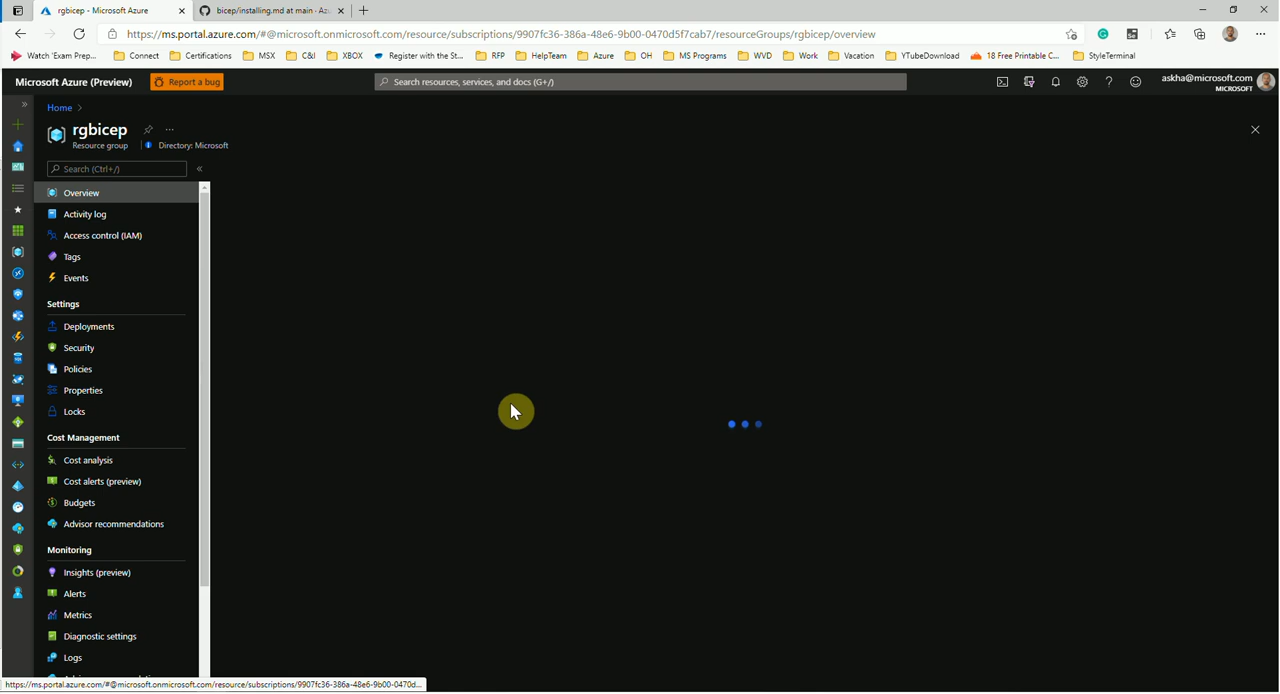 rgbicep - Microsoft Azure
bicep/installing.md at main · Az
https://ms.portal.azure.com/#@microsoft.onmicrosoft.com/resource/subscriptions/9907fc36-386a-48e6-9b00-0470d5f7cab7/resourceGroups/rgbicep/overview
Watch 'Exam Prep...
Connect
Certifications
MSX
C&I
XBOX
Register with the St...
RFP
HelpTeam
Azure
OH
MS Programs
WVD
Work
Vacation
YTubeDownload
18 Free Printable C...
StyleTerminal
Microsoft Azure (Preview)
Report a bug
Search resources, services, and docs (G+/)
askha@microsoft.com
MICROSOFT
Home >
rgbicep
Resource group
Directory: Microsoft
Search (Ctrl+/)
Overview
Activity log
Access control (IAM)
Tags
Events
Settings
Deployments
Security
Policies
Properties
Locks
Cost Management
Cost analysis
Cost alerts (preview)
Budgets
Advisor recommendations
Monitoring
Insights (preview)
Alerts
Metrics
Diagnostic settings
Logs
https://ms.portal.azure.com/#@microsoft.onmicrosoft.com/resource/subscriptions/9907fc36-386a-48e6-9b00-0470d...